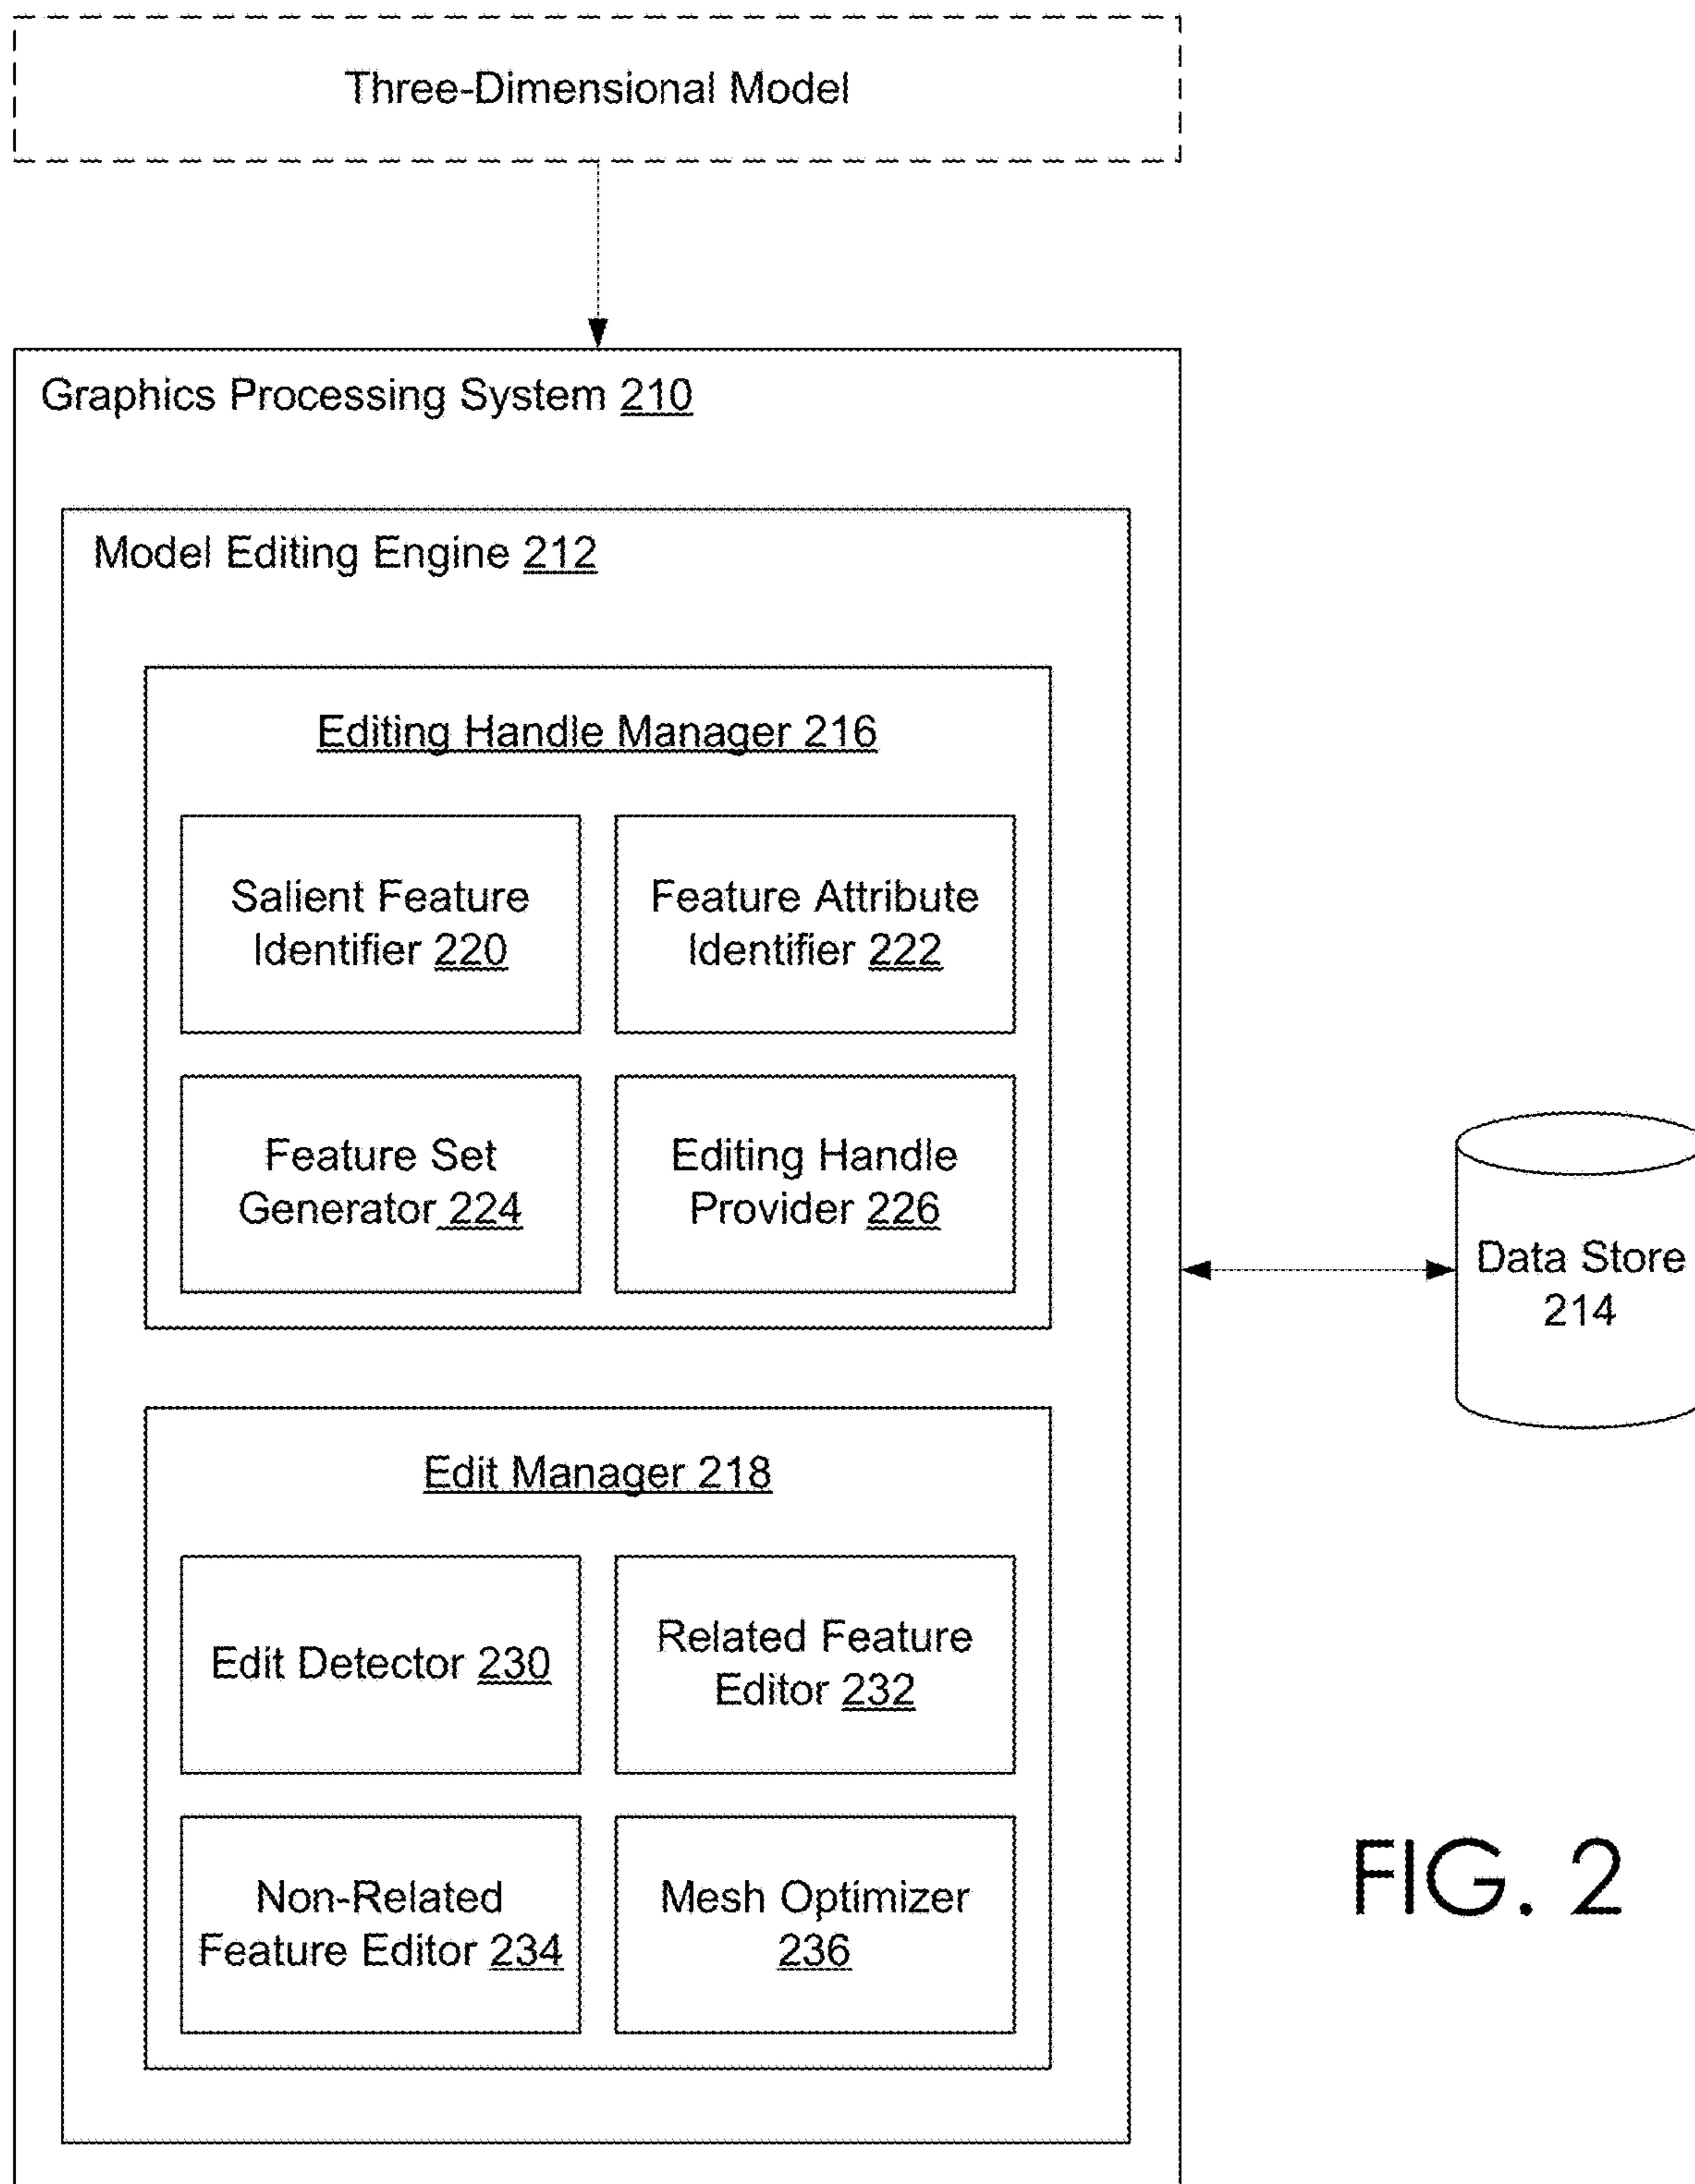 Three-Dimensional Model
Graphics Processing System 210
Model Editing Engine 212
Editing Handle Manager 216
Salient Feature
Identifier 220
Feature Attribute
Identifier 222
Feature Set
Generator 224
Editing Handle
Provider 226
Data Store
214
Edit Manager 218
Edit Detector 230
Related Feature
Editor 232
Non-Related
Feature Editor 234
Mesh Optimizer
236
FIG. 2